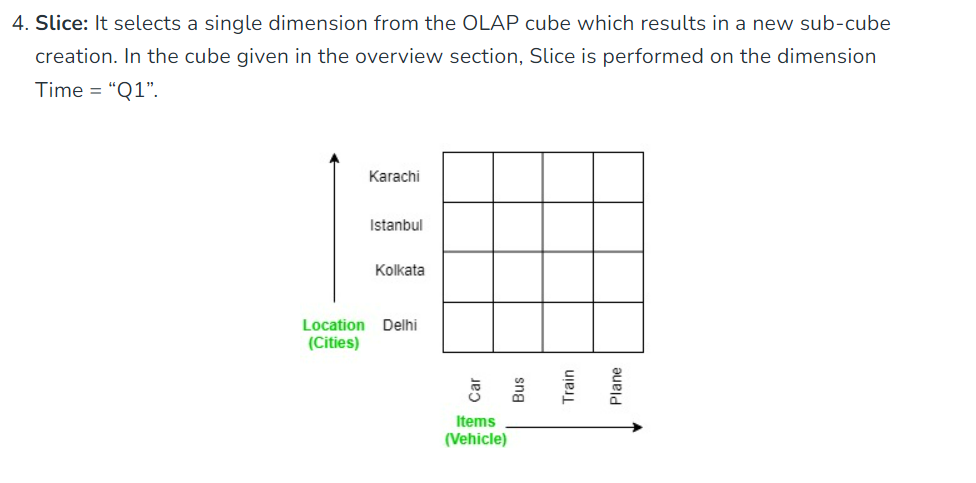 4. Slice: It selects a single dimension from the OLAP cube which results in a new sub-cube
creation. In the cube given in the overview section, Slice is performed on the dimension
Time = “Q1”.
Karachi
Istanbul
Kolkata
Location Delhi
(Cities)
Car Bus Train Plane
Items
(Vehicle)